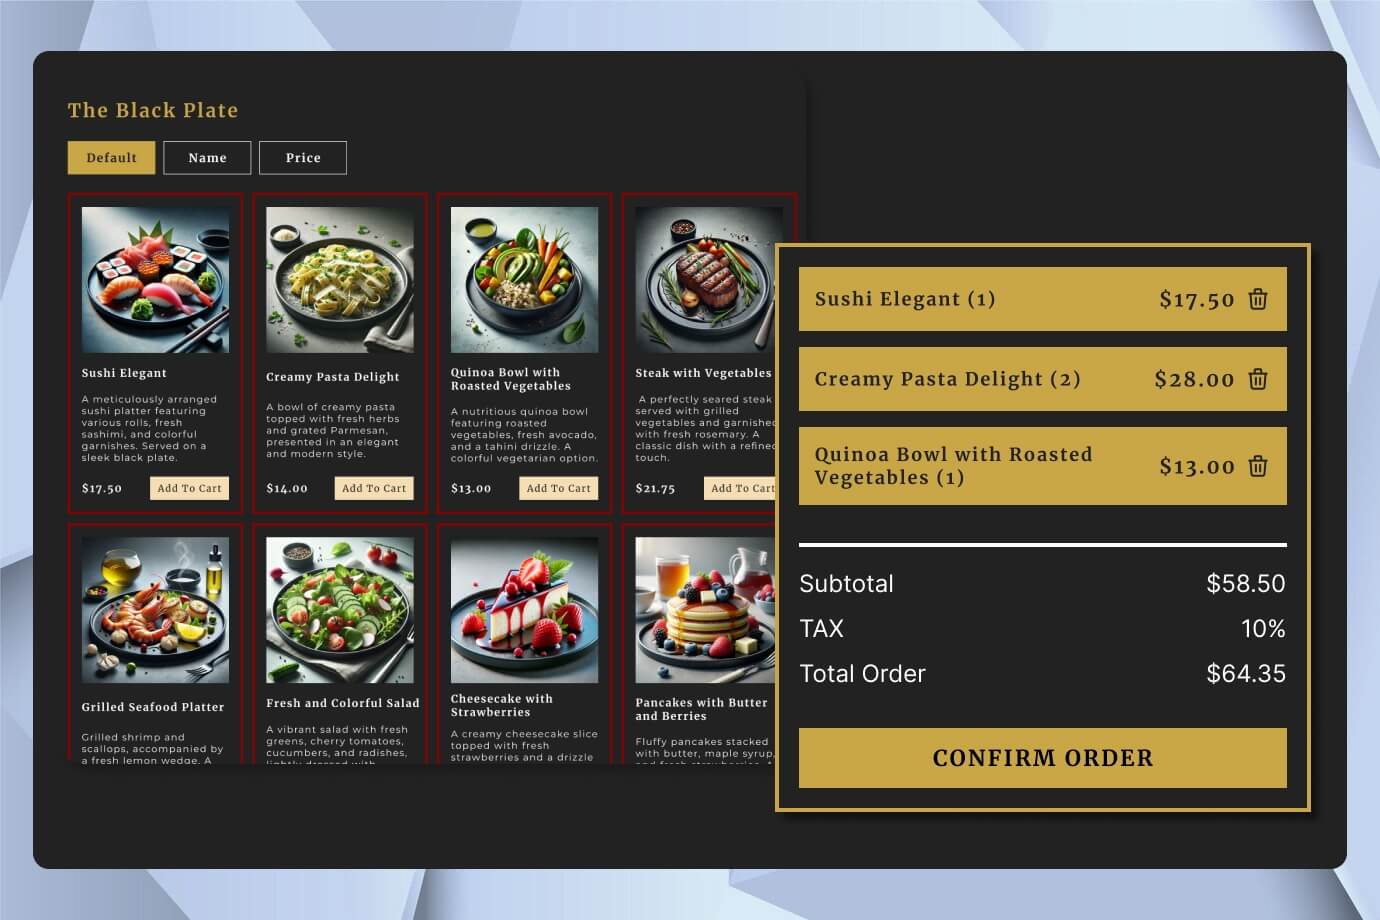 The Black Plate
Default
Name
Price
Sushi Elegant
A meticulously arranged
sushi platter featuring
various rolls, fresh
sashimi, and colorful
garnishes. Served on a
sleek black plate.
$17.50
Add To Cart
Creamy Pasta Delight
A bowl of creamy pasta
topped with fresh herbs
and grated Parmesan,
presented in an elegant
and modern style.
$14.00
Add To Cart
Quinoa Bowl with
Roasted Vegetables
A nutritious quinoa bowl
featuring roasted
vegetables, fresh avocado,
and a tahini drizzle. A
colorful vegetarian option.
$13.00
Add To Cart
Steak with Vegetables
A perfectly seared steak
served with grilled
vegetables and garnished
with fresh rosemary. A
classic dish with a refined
touch.
$21.75
Add To Cart
Grilled Seafood Platter
Grilled shrimp and
scallops, accompanied by
a fresh lemon wedge. A
Fresh and Colorful Salad
A vibrant salad with fresh
greens, cherry tomatoes,
cucumbers, and radishes,
lightly dressed with
Cheesecake with
Strawberries
A creamy cheesecake slice
topped with fresh
strawberries and a drizzle
Pancakes with Butter
and Berries
Fluffy pancakes stacked
with butter, maple syrup,
and fresh strawberries.
Sushi Elegant (1)
$17.50
Creamy Pasta Delight (2)
$28.00
Quinoa Bowl with Roasted
Vegetables (1)
$13.00
Subtotal
$58.50
TAX
10%
Total Order
$64.35
CONFIRM ORDER